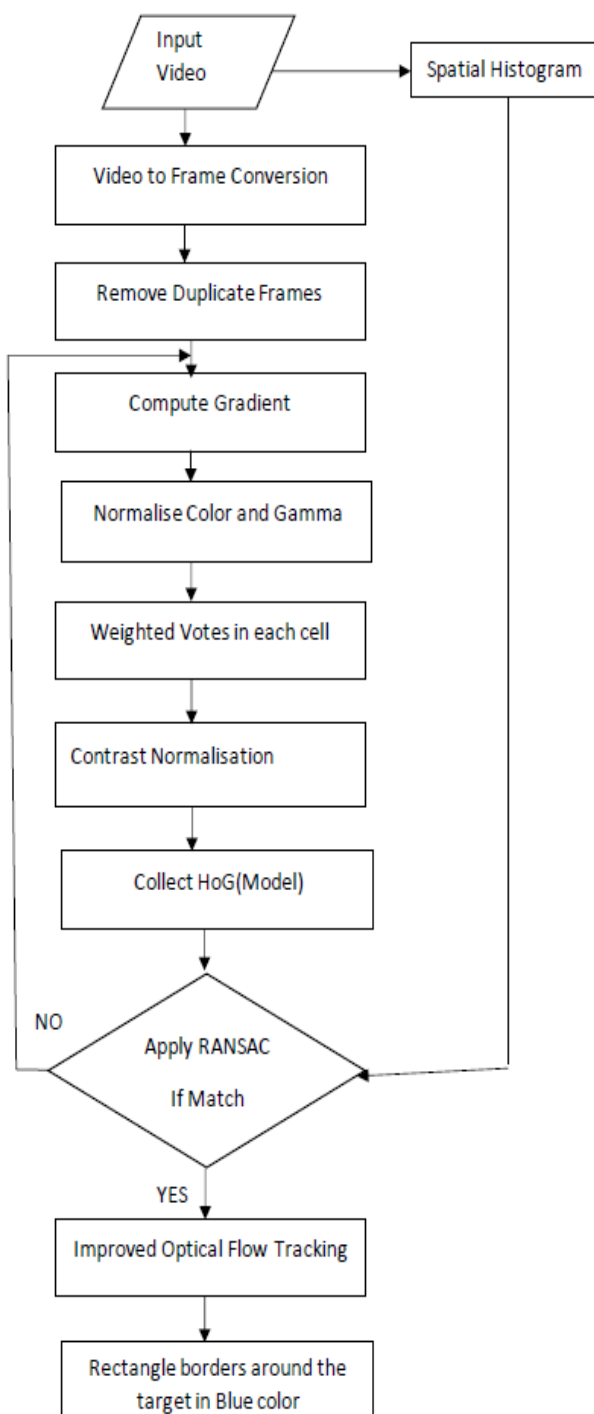 Input
Video
Spatial Histogram
Video to Frame Conversion
Remove Duplicate Frames
Compute Gradient
Normalise Color and Gamma
Weighted Votes in each cell
Contrast Normalisation
Collect HoG(Model)
NO
Apply RANSAC
If Match
YES
Improved Optical Flow Tracking
Rectangle borders around the
target in Blue color